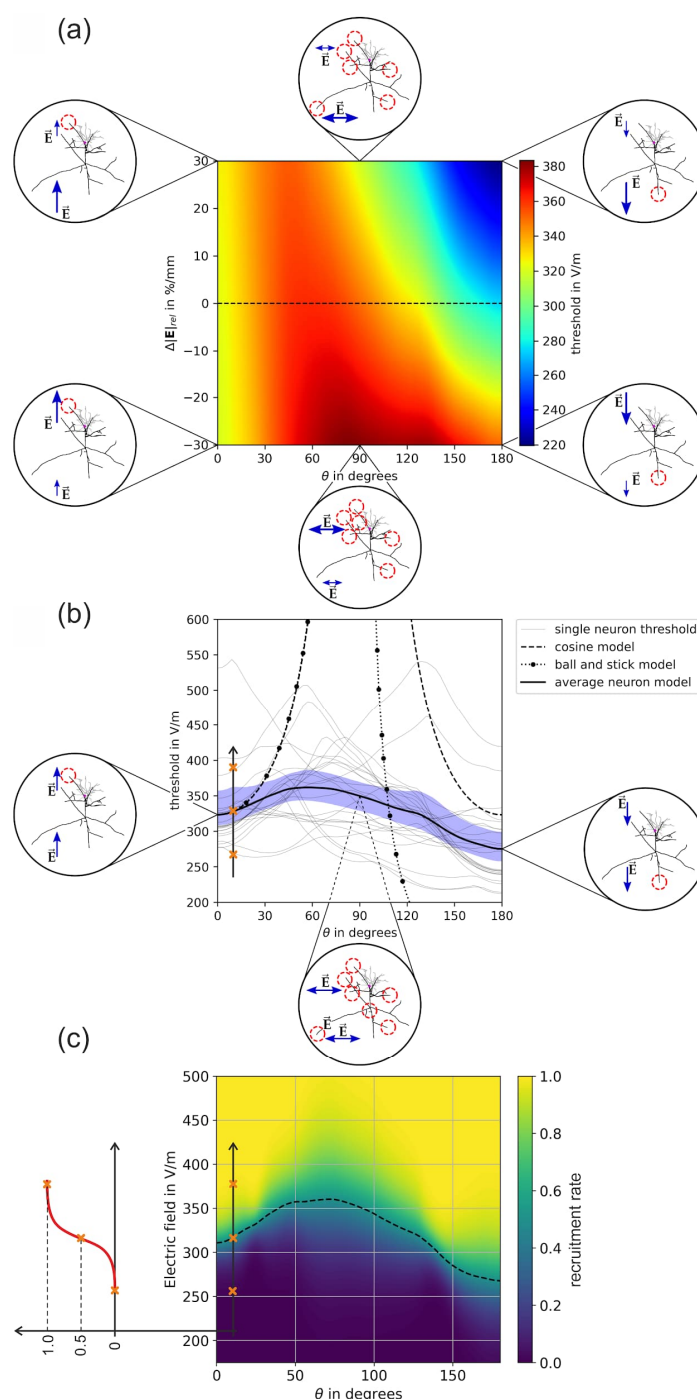 (a)
E⃗
E⃗
E⃗
E⃗
E⃗
E⃗
30
20
10
0
−10
−20
−30
Δ|E|rel in %/mm
0
30
60
90
120
150
180
θ in degrees
380
360
340
320
300
280
260
240
220
threshold in V/m
E⃗
E⃗
E⃗
E⃗
E⃗
E⃗
(b)
600
550
500
450
400
350
300
250
200
threshold in V/m
0
30
60
90
120
150
180
θ in degrees
single neuron threshold
cosine model
ball and stick model
average neuron model
E⃗
E⃗
E⃗
E⃗
E⃗
E⃗
(c)
500
450
400
350
300
250
200
Electric field in V/m
0
50
100
150
θ in degrees
1.0
0.8
0.6
0.4
0.2
0.0
recruitment rate
1.0
0.5
0